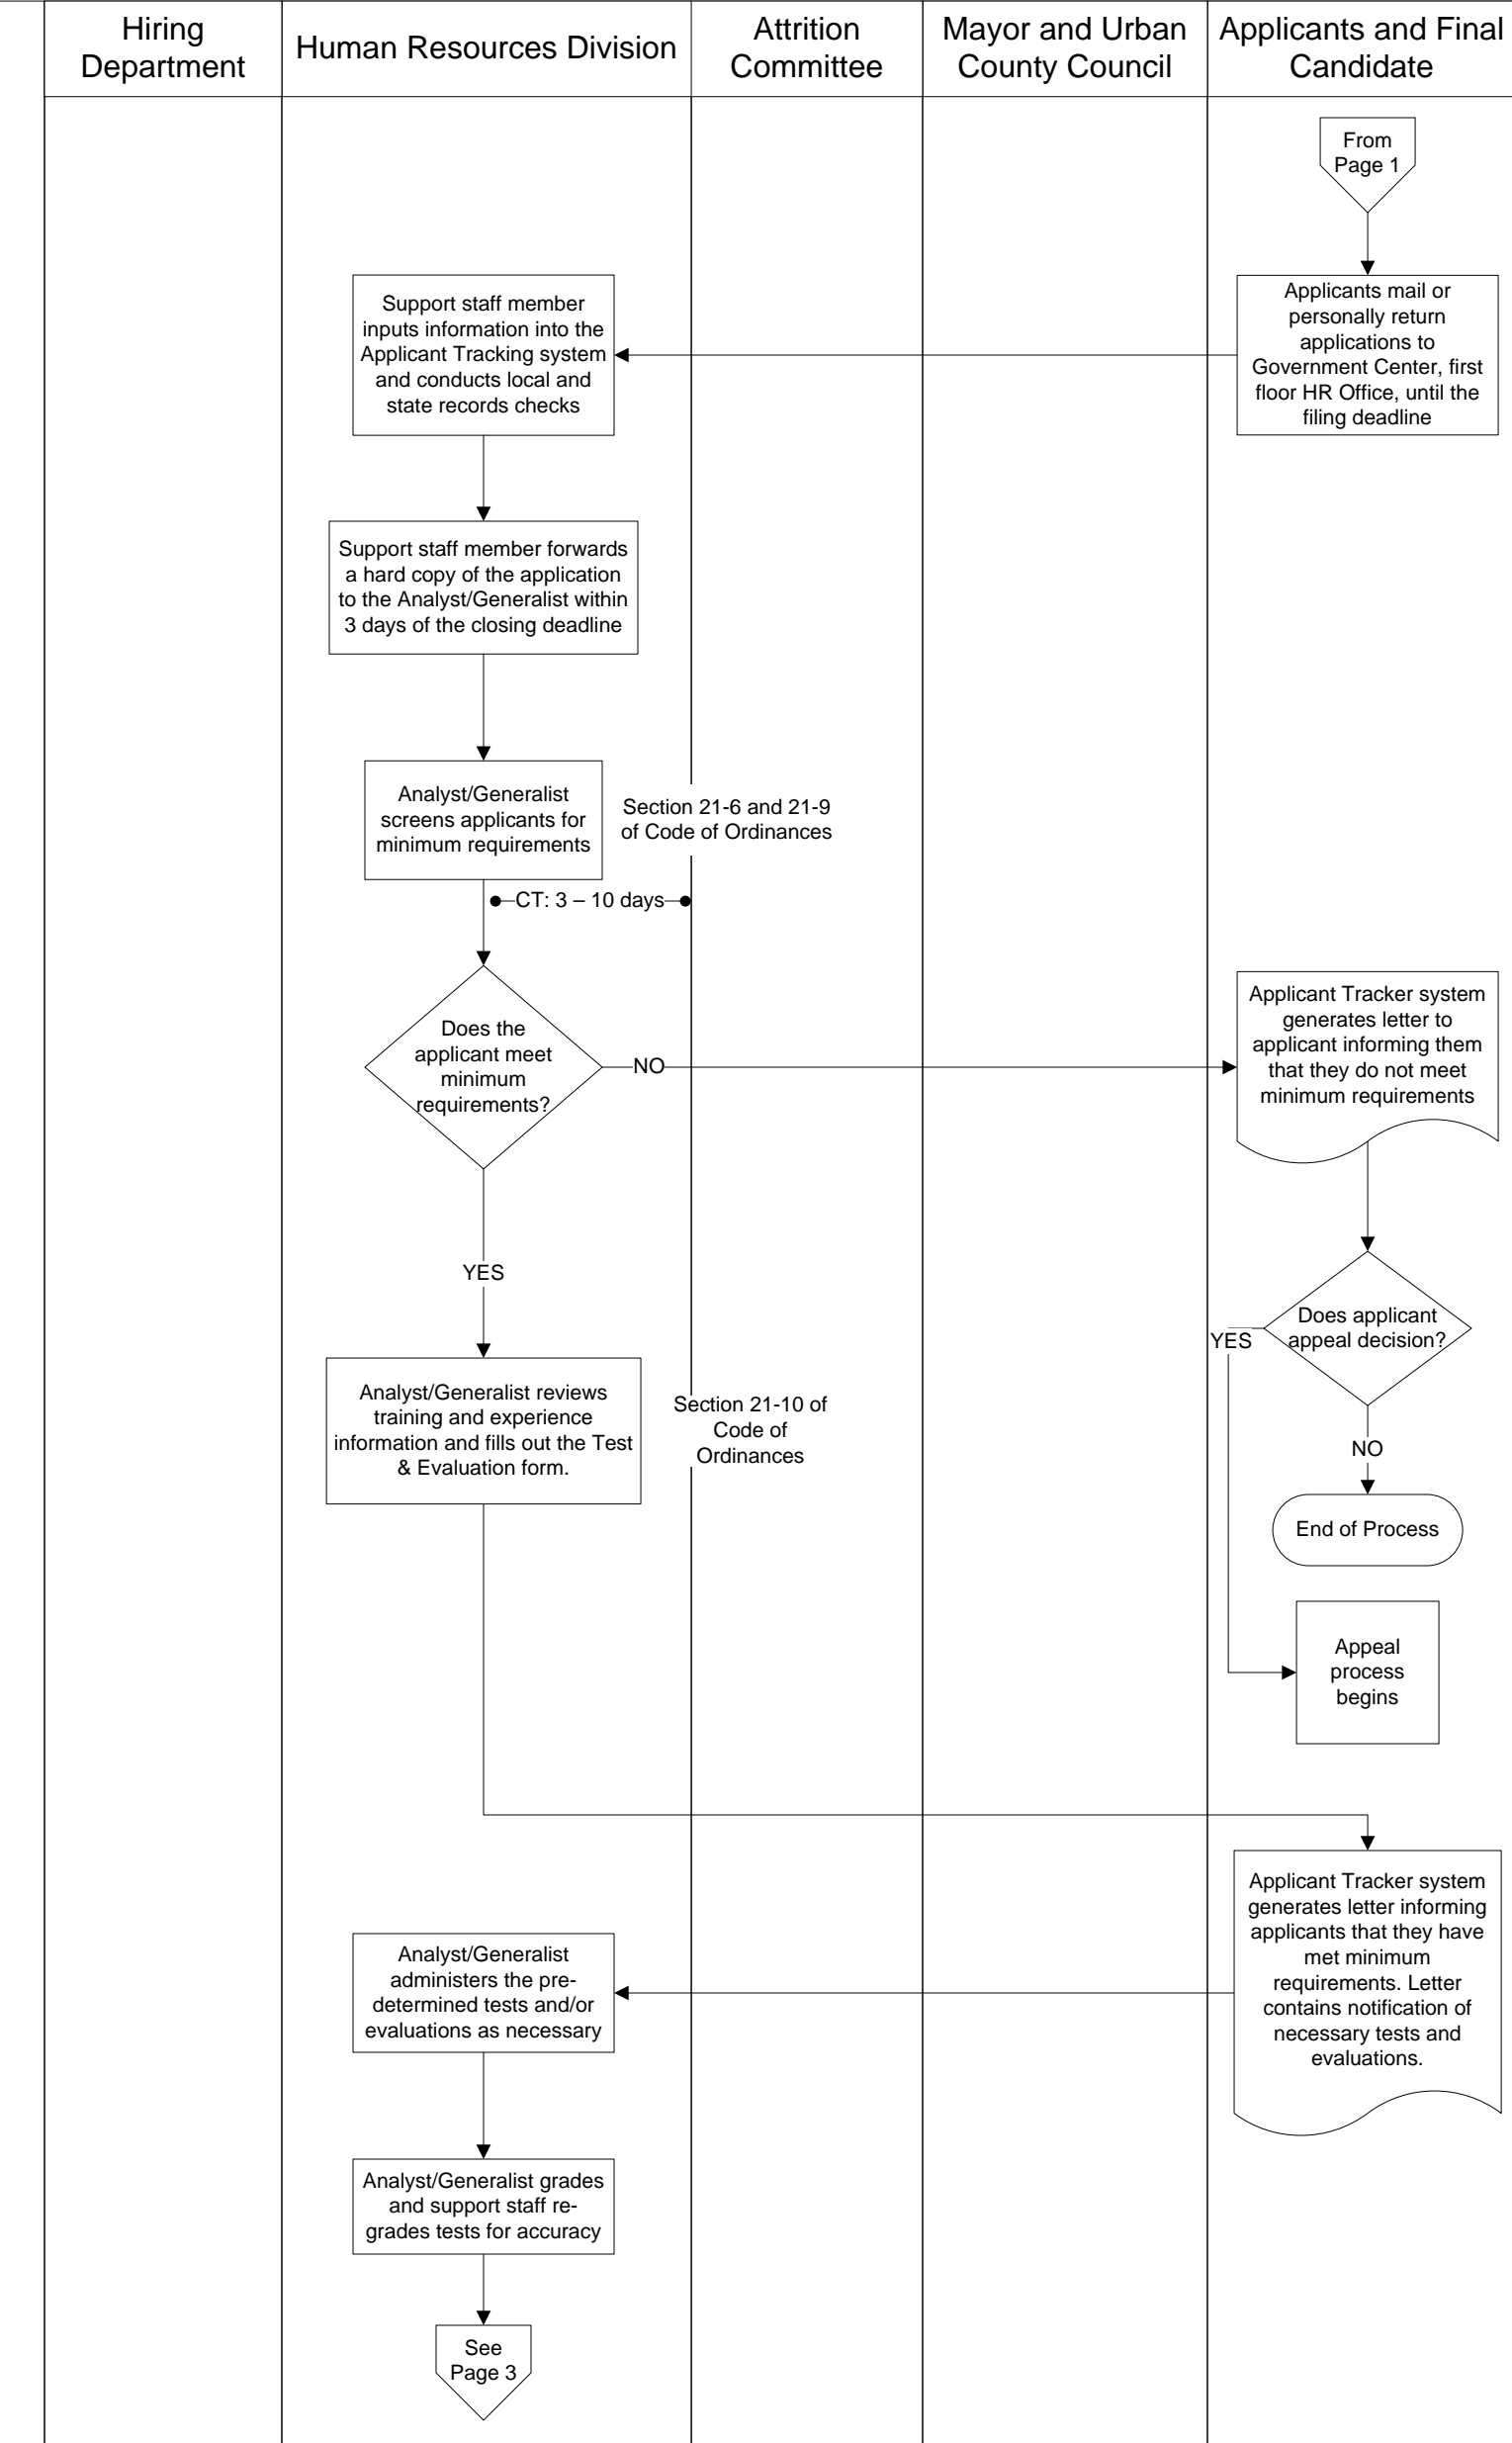 Hiring
Department
Human Resources Division
Attrition
Committee
Mayor and Urban
County Council
Applicants and Final
Candidate
From
Page 1
Applicants mail or
personally return
applications to
Government Center, first
floor HR Office, until the
filing deadline
Support staff member
inputs information into the
Applicant Tracking system
and conducts local and
state records checks
Support staff member forwards
a hard copy of the application
to the Analyst/Generalist within
3 days of the closing deadline
Analyst/Generalist
screens applicants for
minimum requirements
Section 21-6 and 21-9
of Code of Ordinances
CT: 3 – 10 days
Does the
applicant meet
minimum
requirements?
NO
Applicant Tracker system
generates letter to
applicant informing them
that they do not meet
minimum requirements
YES
Does applicant
appeal decision?
YES
NO
End of Process
Appeal
process
begins
Analyst/Generalist reviews
training and experience
information and fills out the Test
& Evaluation form.
Section 21-10 of
Code of
Ordinances
Applicant Tracker system
generates letter informing
applicants that they have
met minimum
requirements. Letter
contains notification of
necessary tests and
evaluations.
Analyst/Generalist
administers the pre-
determined tests and/or
evaluations as necessary
Analyst/Generalist grades
and support staff re-
grades tests for accuracy
See
Page 3